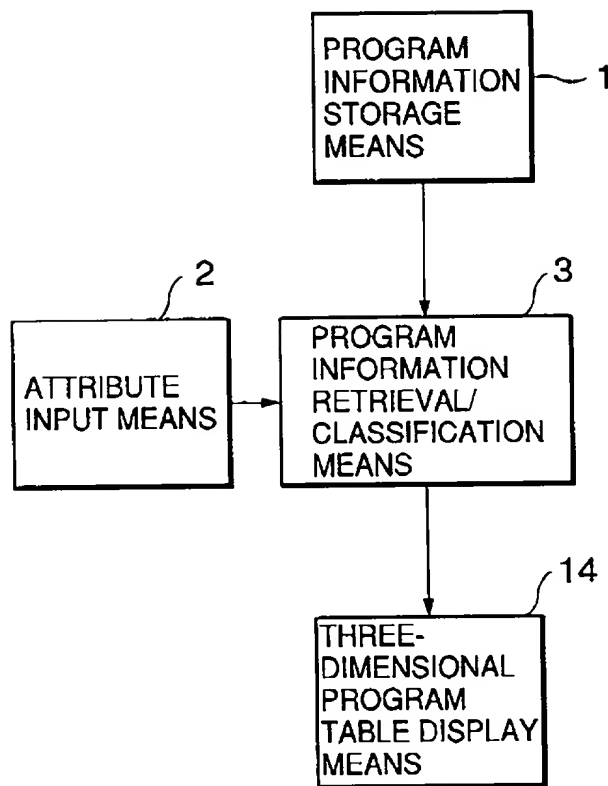 PROGRAM
INFORMATION
STORAGE
MEANS
1
2
ATTRIBUTE
INPUT MEANS
3
PROGRAM
INFORMATION
RETRIEVAL/
CLASSIFICATION
MEANS
14
THREE-
DIMENSIONAL
PROGRAM
TABLE DISPLAY
MEANS